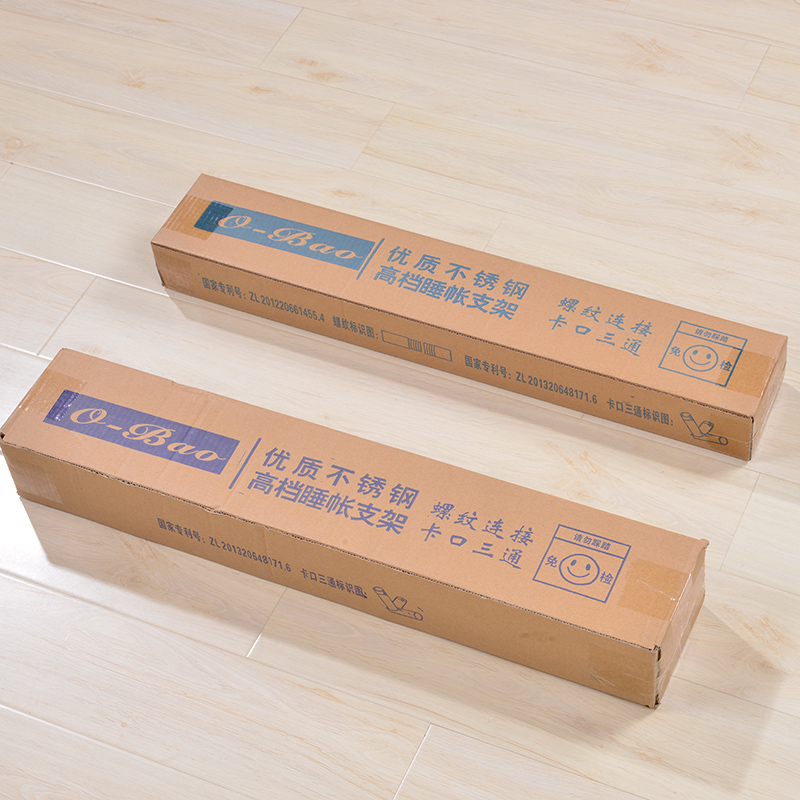 O-Bao
优质不锈钢
高档睡帐支架
螺纹连接
卡口三通
请勿踩踏
免 检
国家专利号:ZL 201220661455.4 螺纹标识图:
国家专利号:ZL 201320648171.6 卡口三通标识图:
O-Bao
优质不锈钢
高档睡帐支架
螺纹连接
卡口三通
请勿踩踏
免 检
国家专利号:ZL 201320648171.6 卡口三通标识图: